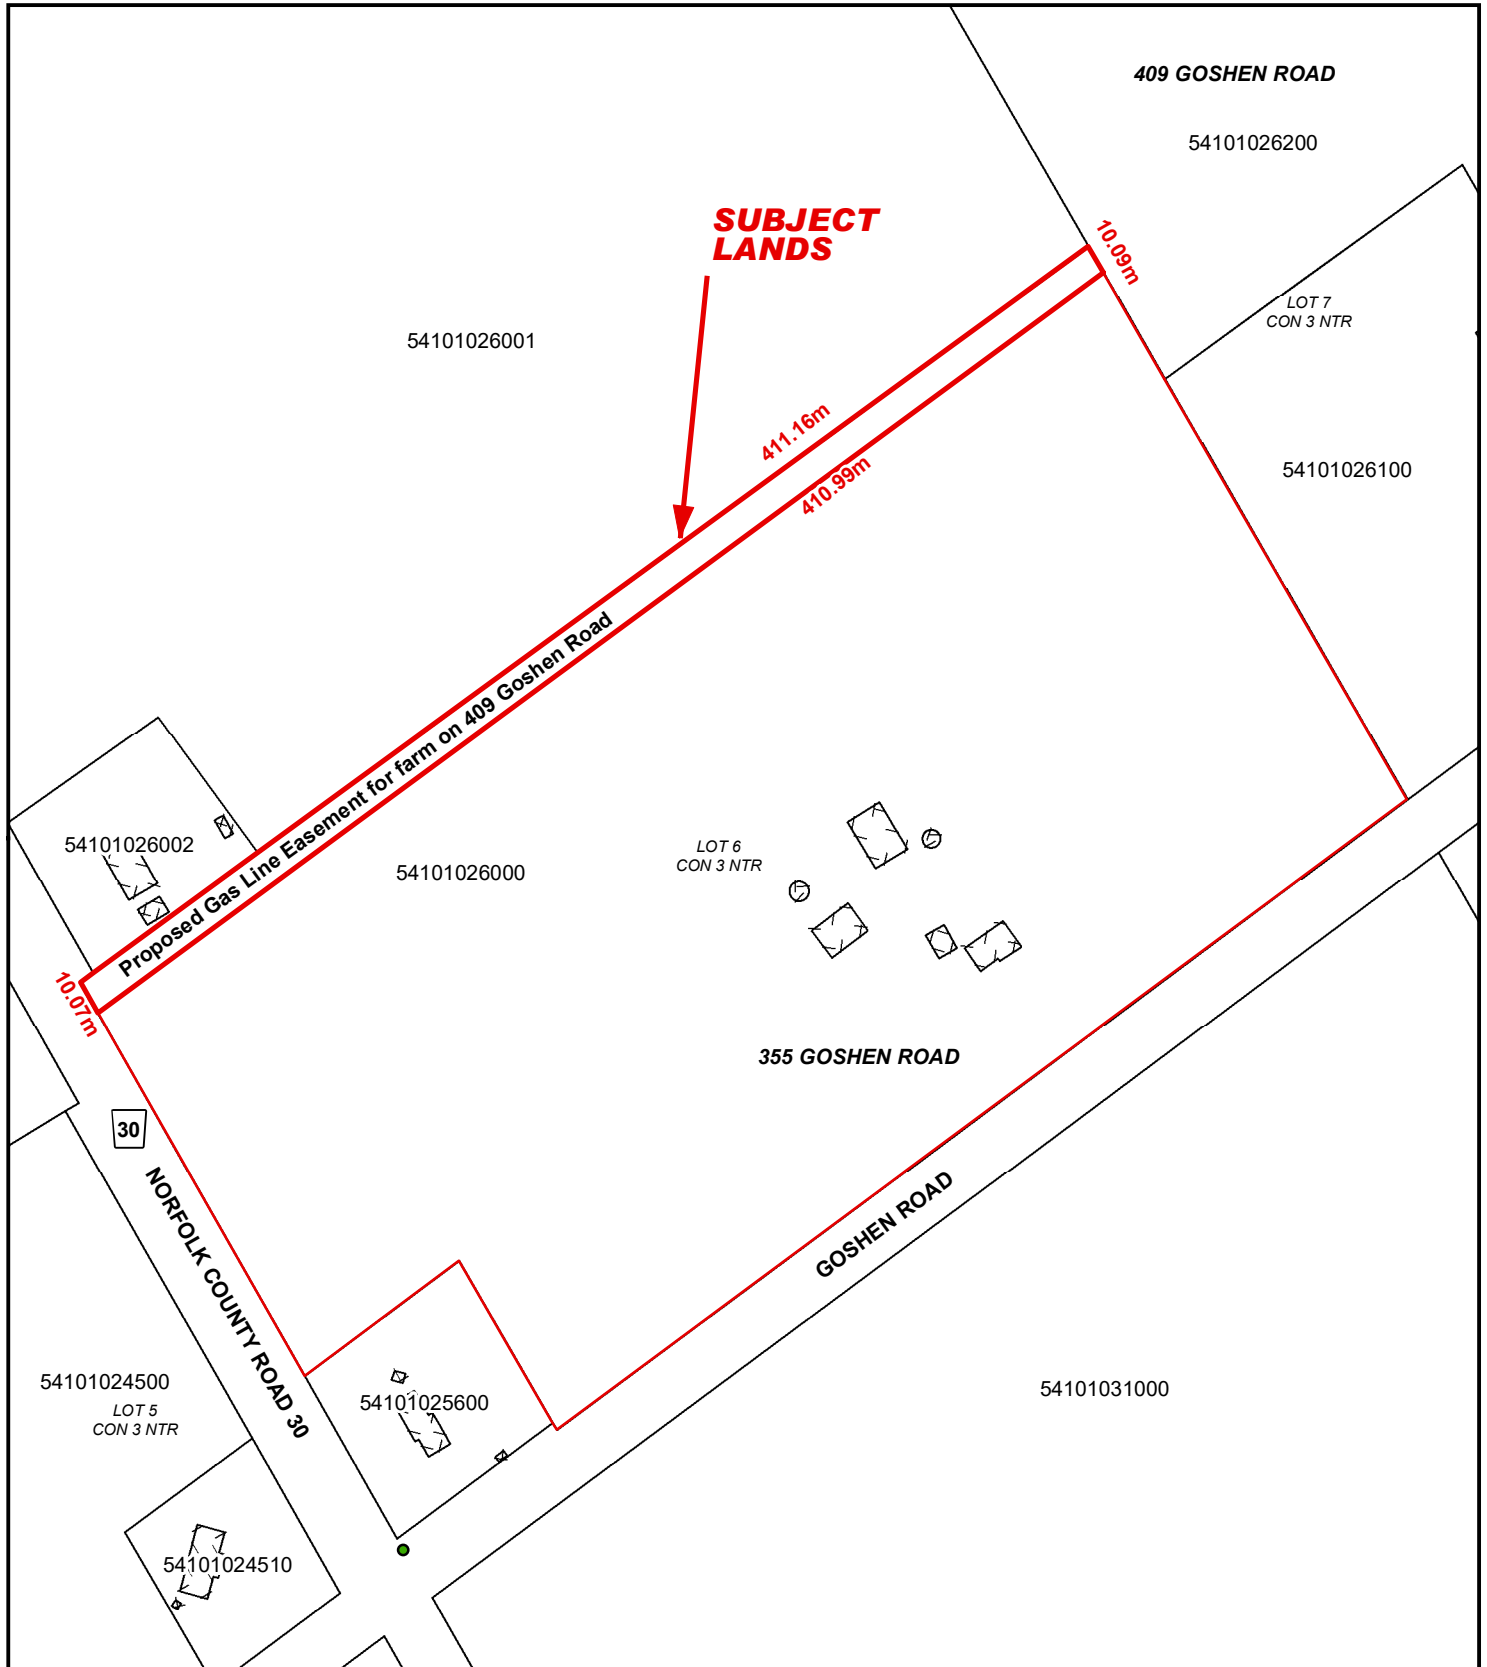 409 GOSHEN ROAD
54101026200
SUBJECT
LANDS
10.09m
LOT 7
CON 3 NTR
54101026001
411.16m
410.99m
54101026100
Proposed Gas Line Easement for farm on 409 Goshen Road
54101026002
54101026000
LOT 6
CON 3 NTR
10.07m
355 GOSHEN ROAD
30
NORFOLK COUNTY ROAD 30
GOSHEN ROAD
54101024500
LOT 5
CON 3 NTR
54101025600
54101031000
54101024510